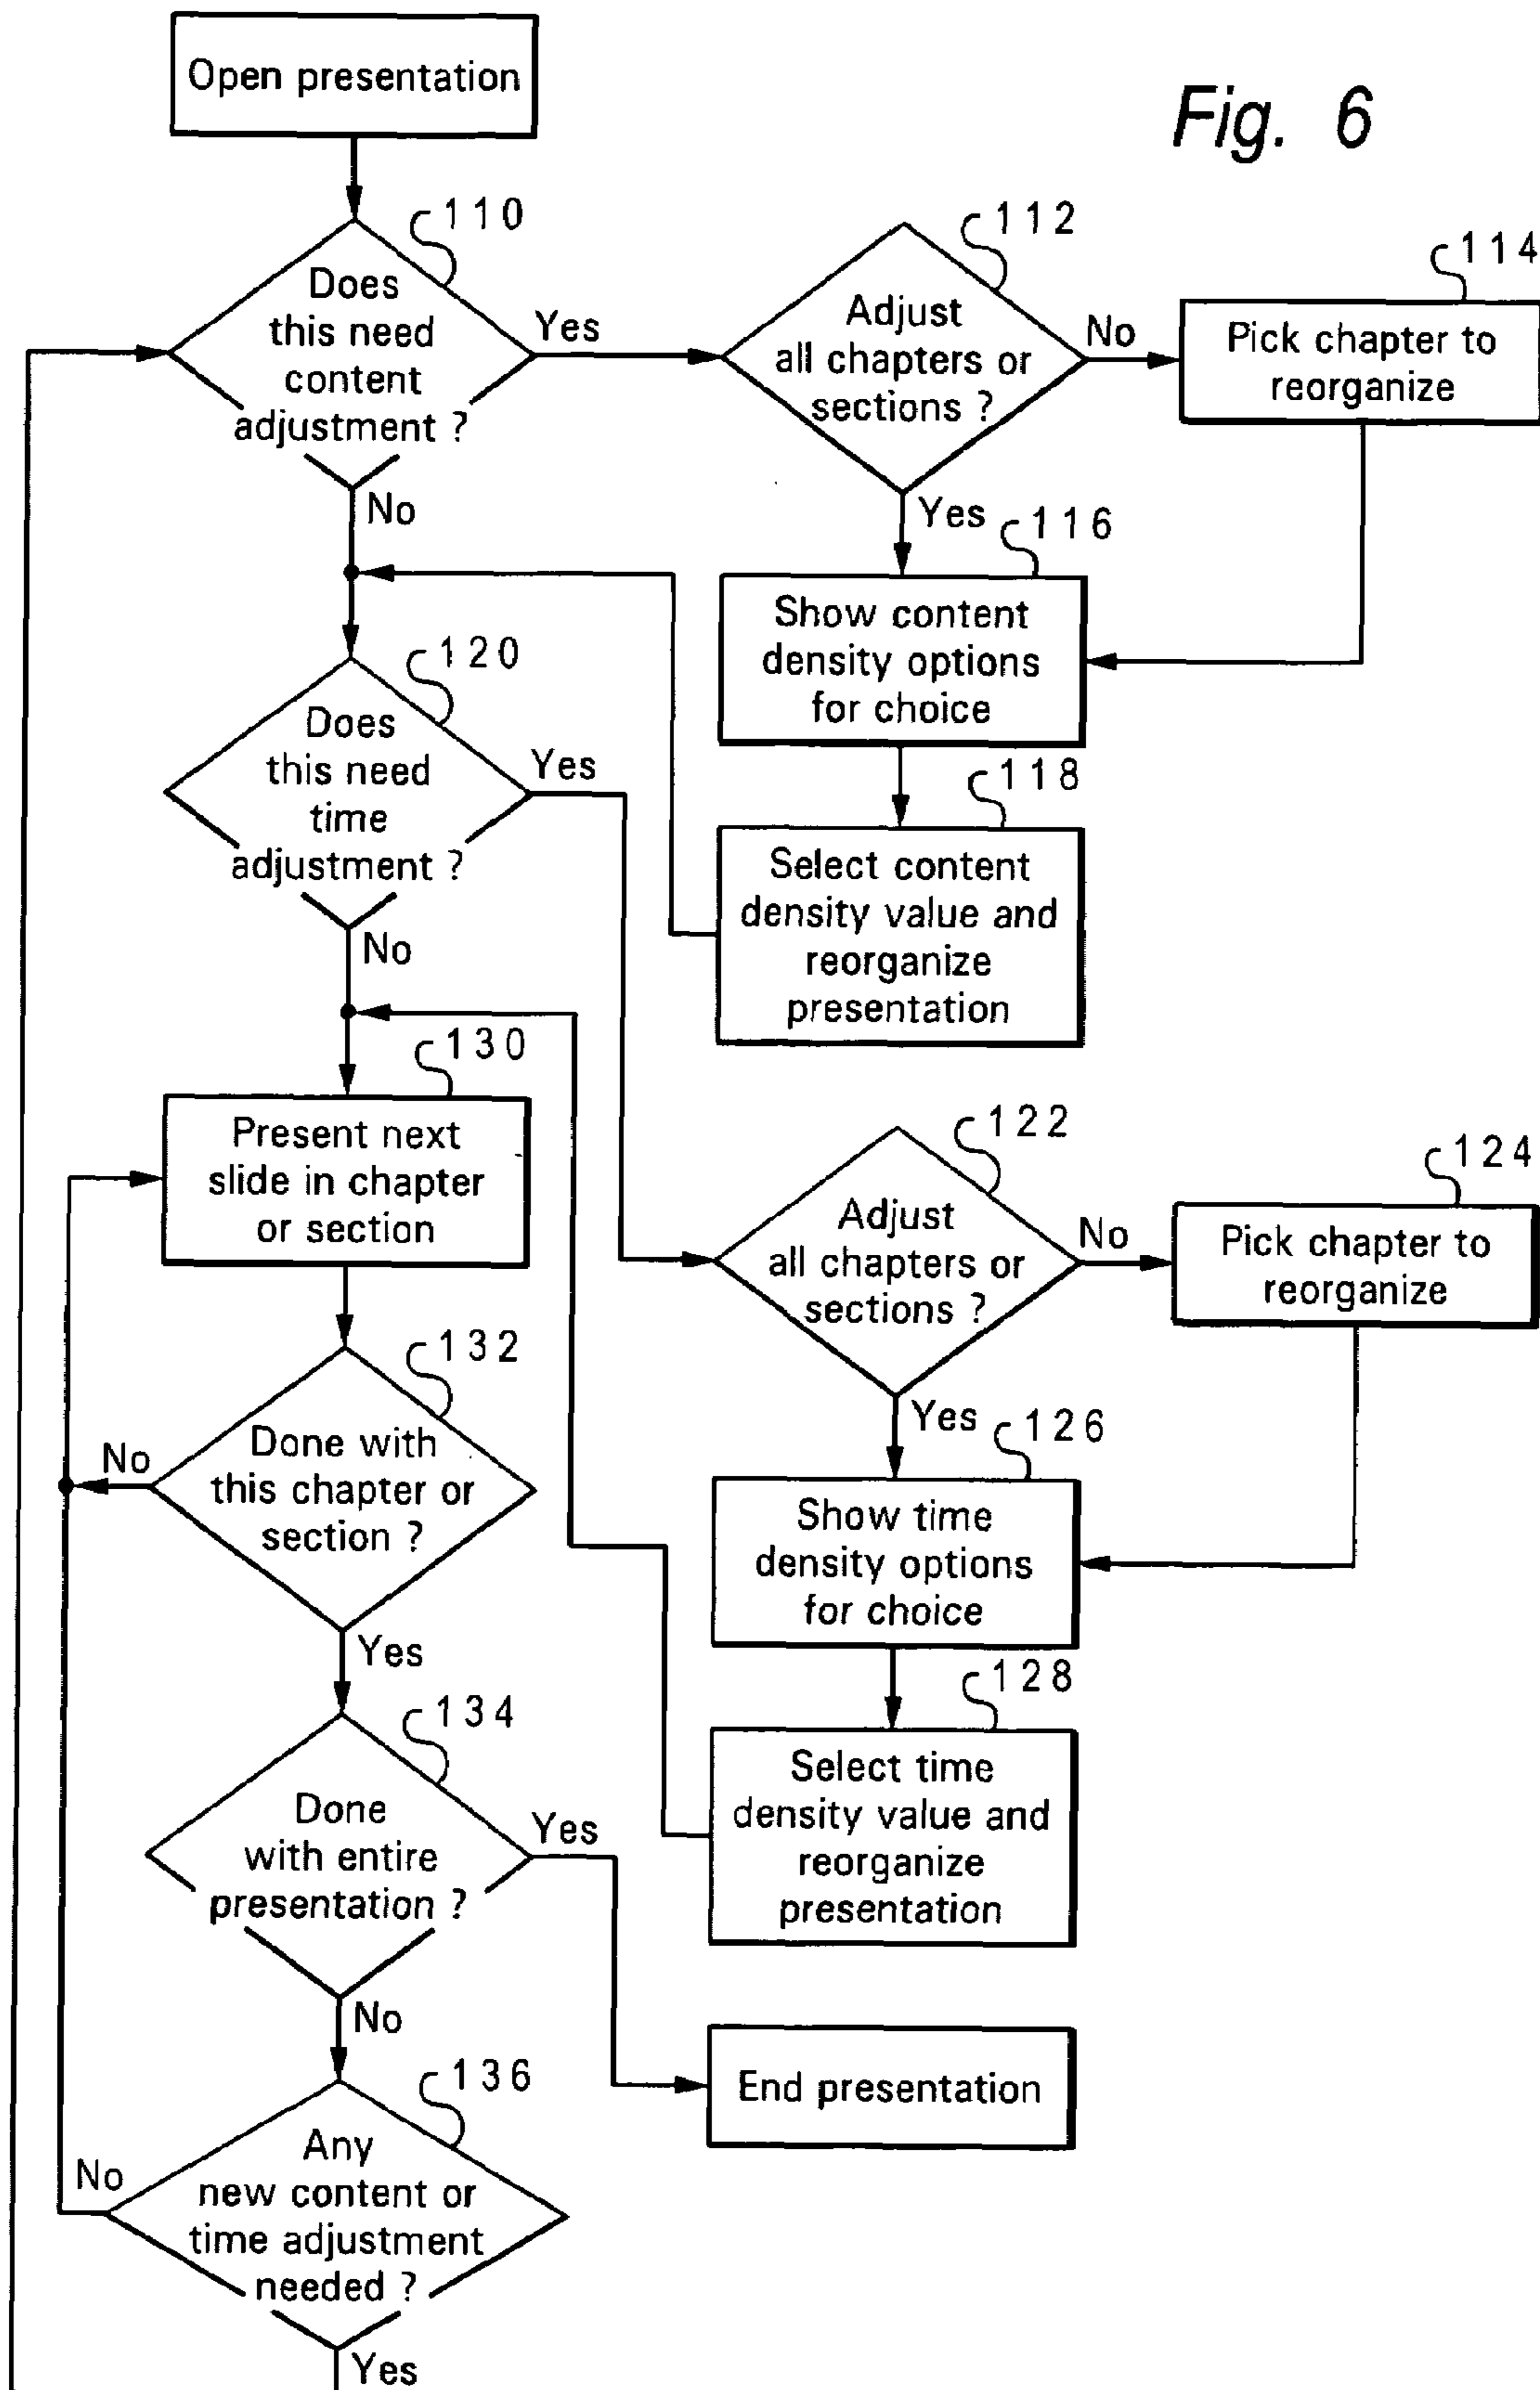 Open presentation
Fig. 6
110
Does
this need
content
adjustment ?
Yes
No
112
Adjust
all chapters or
sections ?
No
Yes
114
Pick chapter to
reorganize
116
Show content
density options
for choice
118
Select content
density value and
reorganize
presentation
120
Does
this need
time
adjustment ?
Yes
No
122
Adjust
all chapters or
sections ?
No
Yes
124
Pick chapter to
reorganize
126
Show time
density options
for choice
128
Select time
density value and
reorganize
presentation
130
Present next
slide in chapter
or section
132
Done with
this chapter or
section ?
No
Yes
134
Done
with entire
presentation ?
Yes
No
End presentation
136
Any
new content or
time adjustment
needed ?
No
Yes